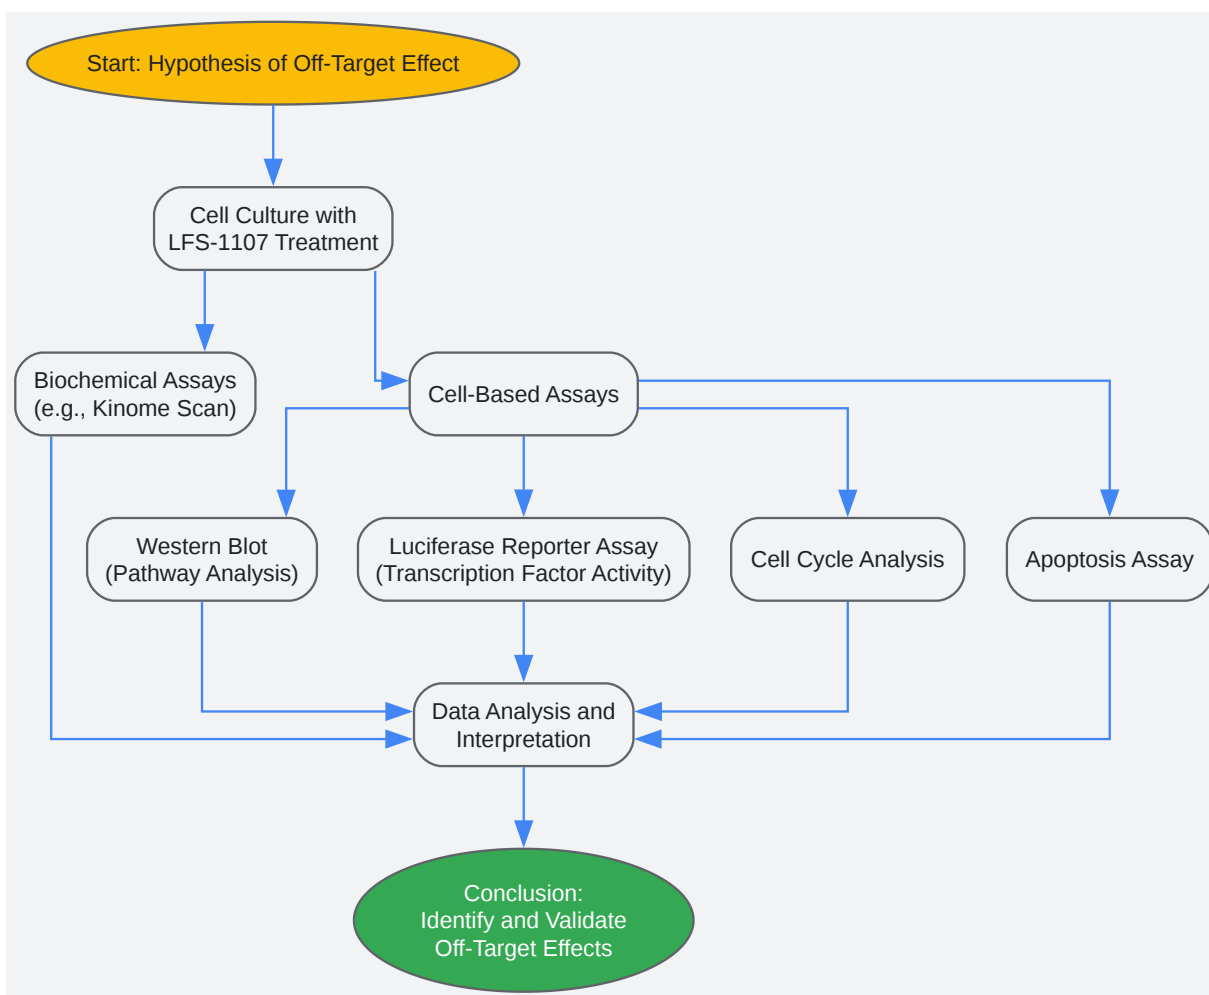 Start: Hypothesis of Off-Target Effect
Cell Culture with
LFS-1107 Treatment
Biochemical Assays
(e.g., Kinome Scan)
Cell-Based Assays
Western Blot
(Pathway Analysis)
Luciferase Reporter Assay
(Transcription Factor Activity)
Cell Cycle Analysis
Apoptosis Assay
Data Analysis and
Interpretation
Conclusion:
Identify and Validate
Off-Target Effects